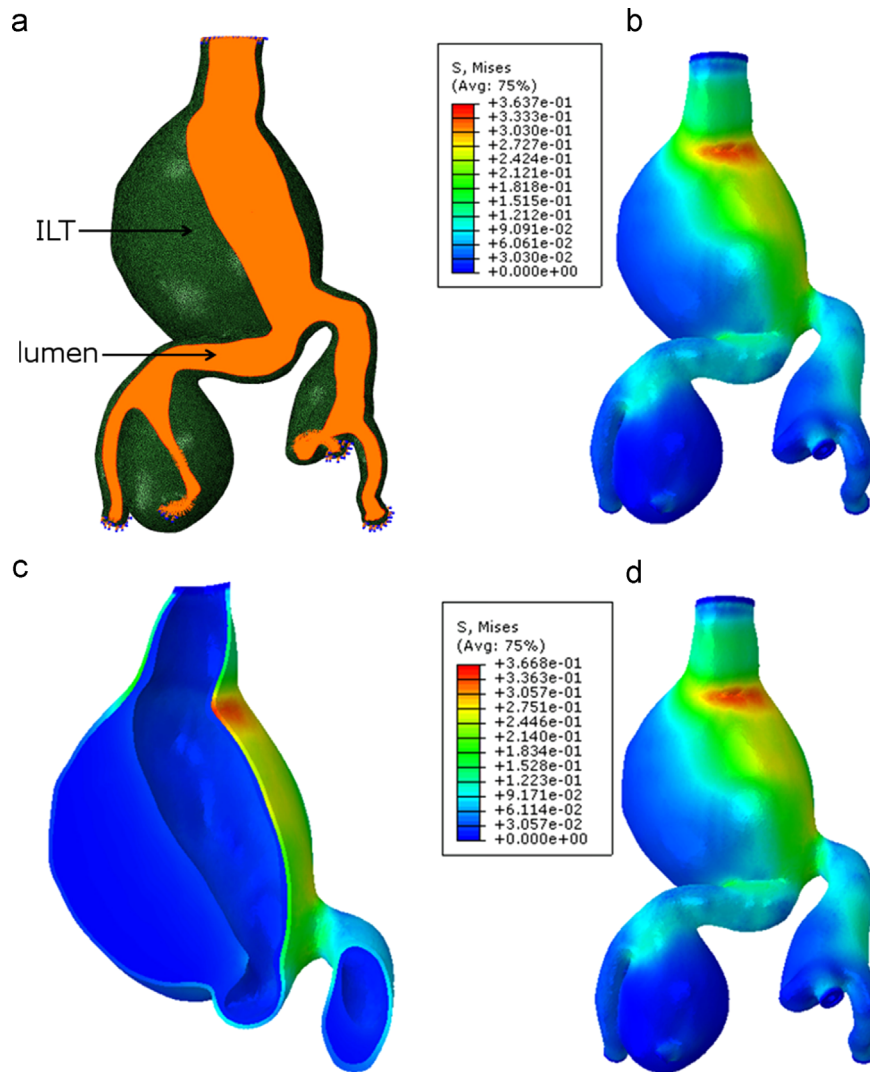 a
b
S, Mises
(Avg: 75%)
+3.637e-01
+3.333e-01
+3.030e-01
+2.727e-01
+2.424e-01
+2.121e-01
+1.818e-01
+1.515e-01
+1.212e-01
+9.091e-02
+6.061e-02
+3.030e-02
+0.000e+00
ILT
lumen
c
d
S, Mises
(Avg: 75%)
+3.668e-01
+3.363e-01
+3.057e-01
+2.751e-01
+2.446e-01
+2.140e-01
+1.834e-01
+1.528e-01
+1.223e-01
+9.171e-02
+6.114e-02
+3.057e-02
+0.000e+00